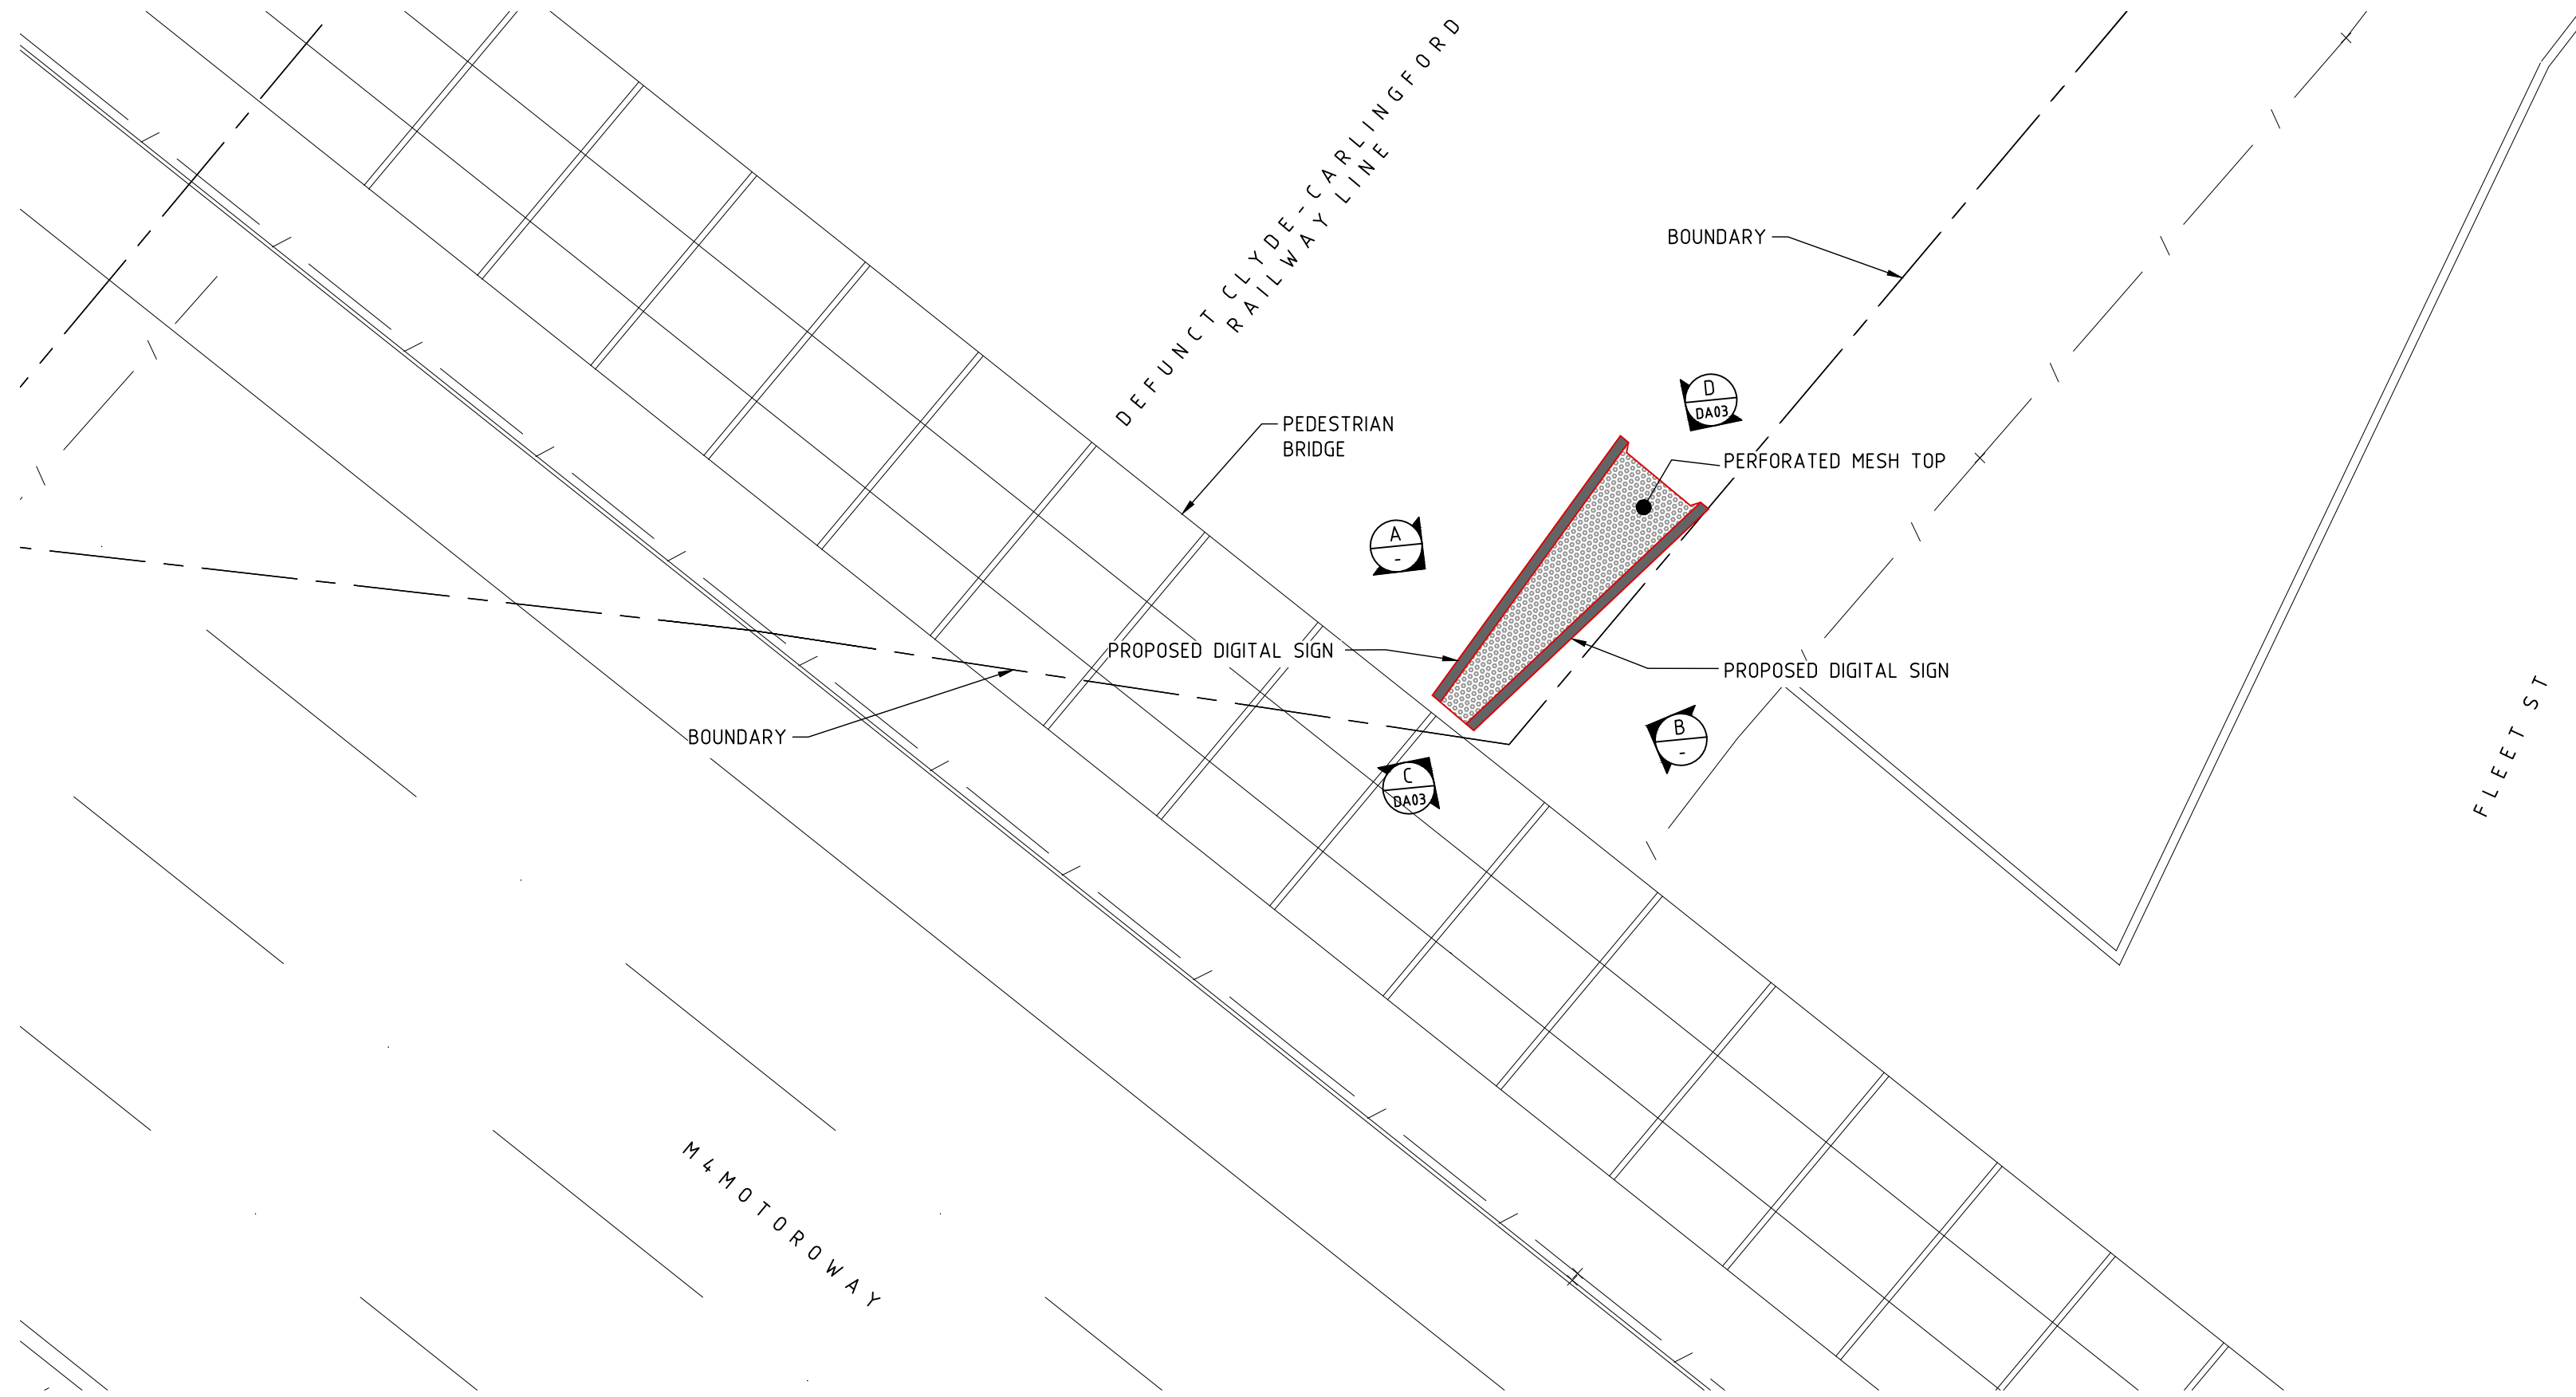 DEFUNCT CLYDE-CARLINGFORD
RAILWAY LINE
BOUNDARY
D
DA03
PEDESTRIAN
BRIDGE
PERFORATED MESH TOP
A
-
PROPOSED DIGITAL SIGN
PROPOSED DIGITAL SIGN
BOUNDARY
B
-
C
DA03
FLEET ST
M4 MOTOROWAY